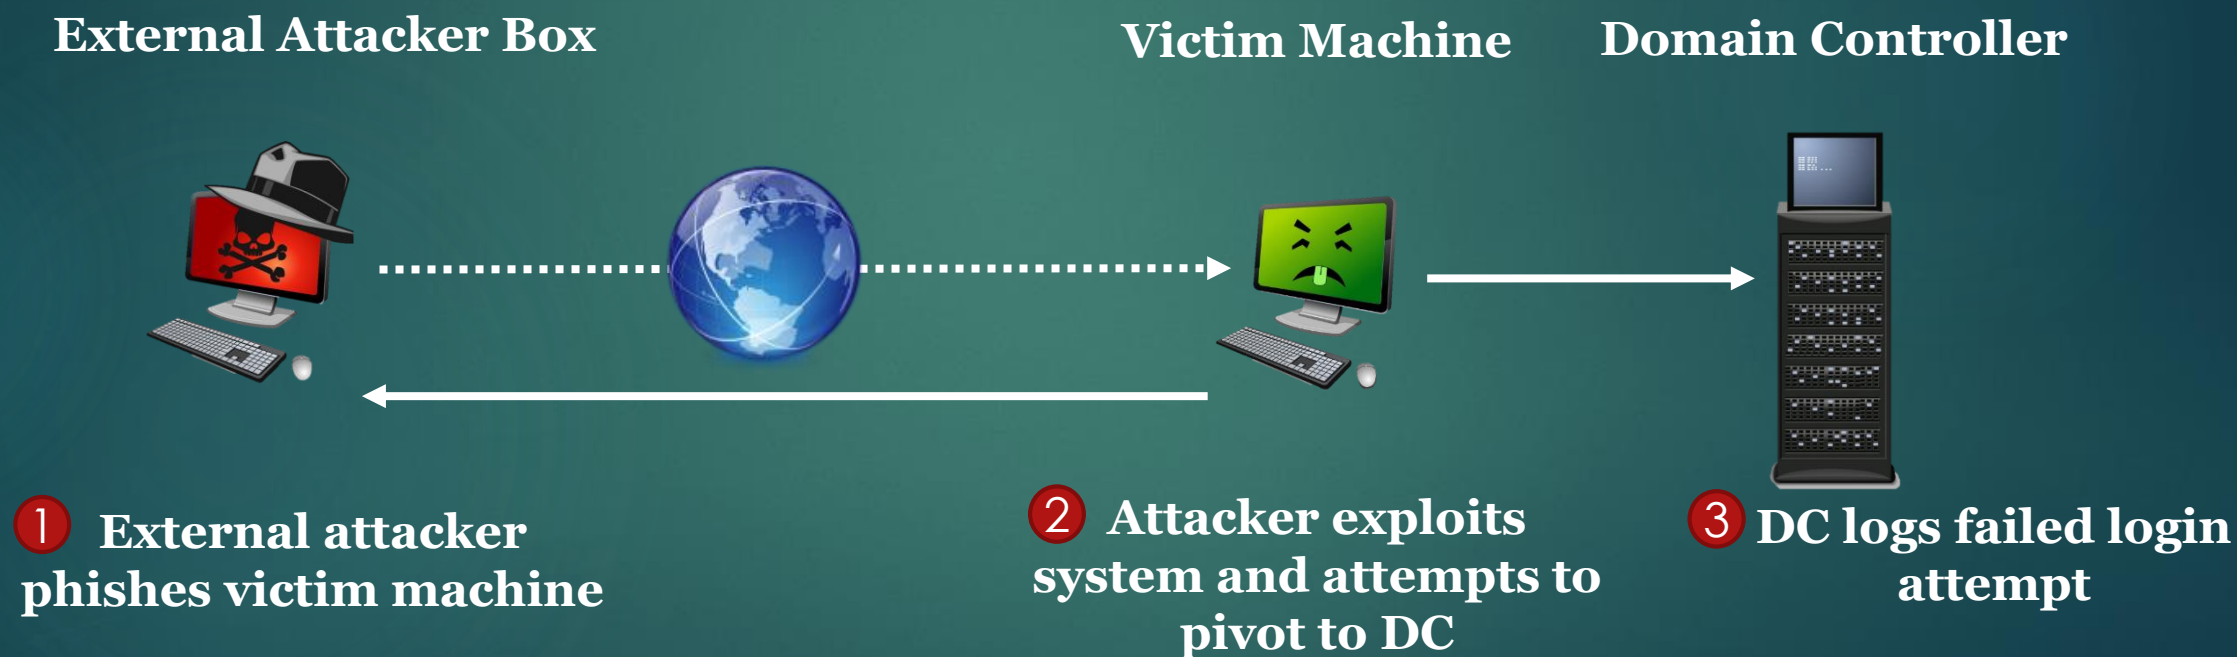 External Attacker Box
Victim Machine
Domain Controller
1 External attacker
phishes victim machine
2 Attacker exploits
system and attempts to
pivot to DC
3 DC logs failed login
attempt